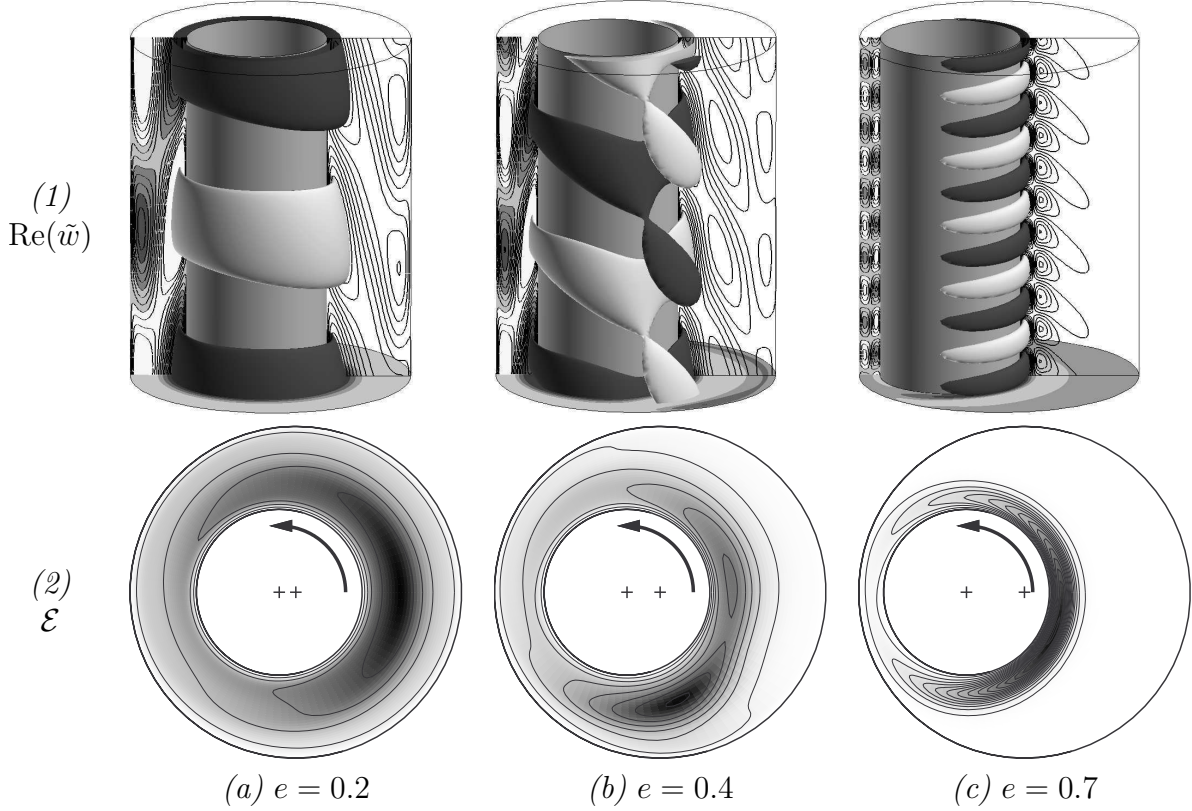 (1)
Re(w̃)
(2)
ℰ
(a) e = 0.2
(b) e = 0.4
(c) e = 0.7